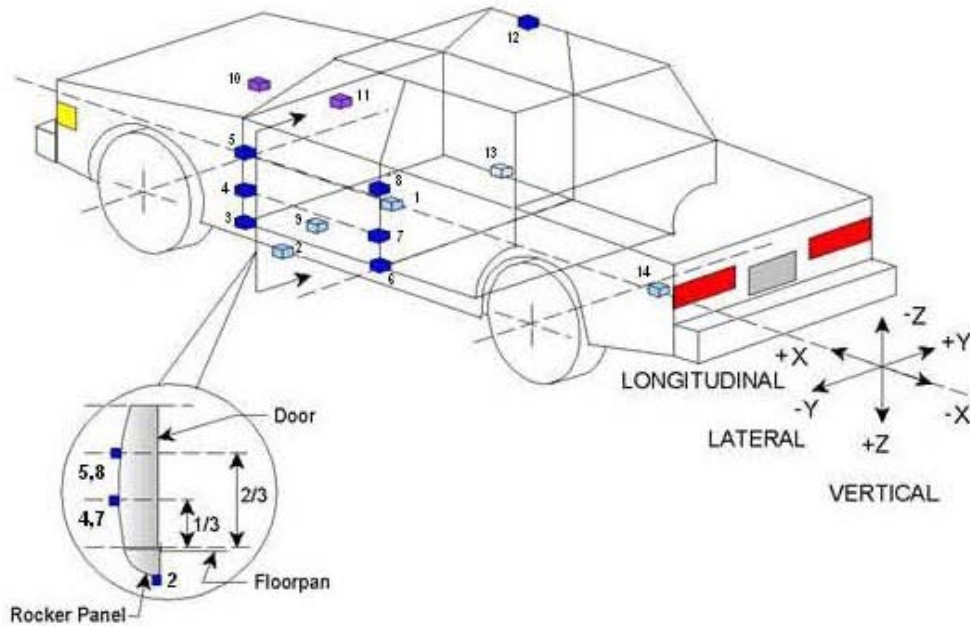 12
10
11
5
13
8
4
1
3
9
7
2
6
14
-Z
+Y
+X
LONGITUDINAL
-Y
-X
LATERAL
+Z
VERTICAL
Door
5,8
2/3
4,7
1/3
2
Floorpan
Rocker Panel